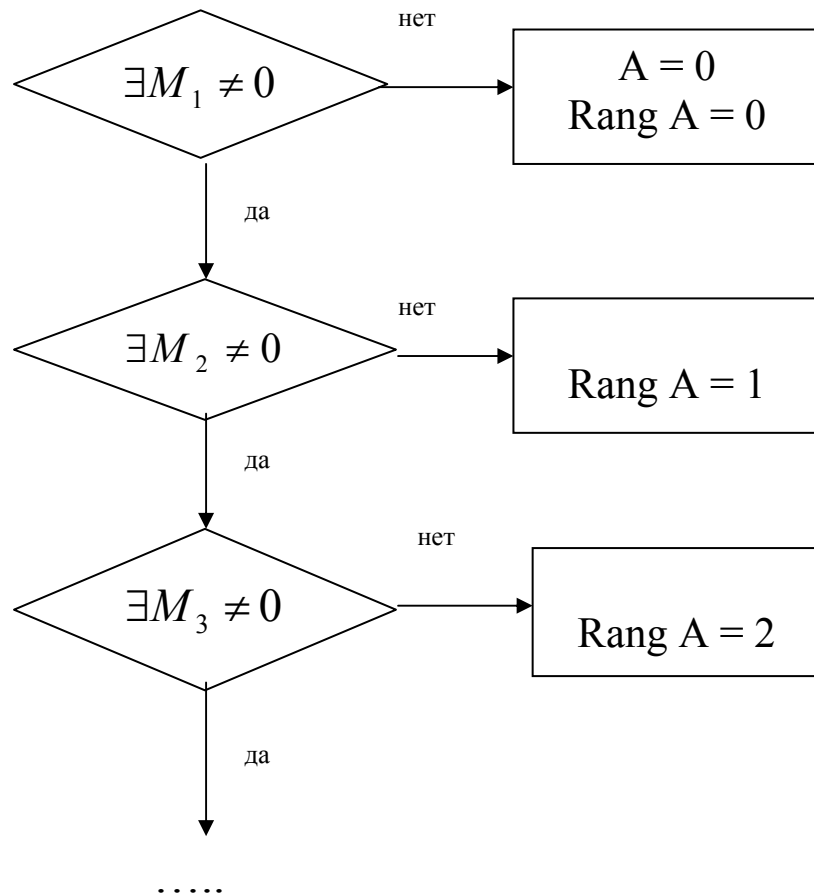 нет
∃M₁ ≠ 0
A = 0
Rang A = 0
да
нет
∃M₂ ≠ 0
Rang A = 1
да
нет
∃M₃ ≠ 0
Rang A = 2
да
.....